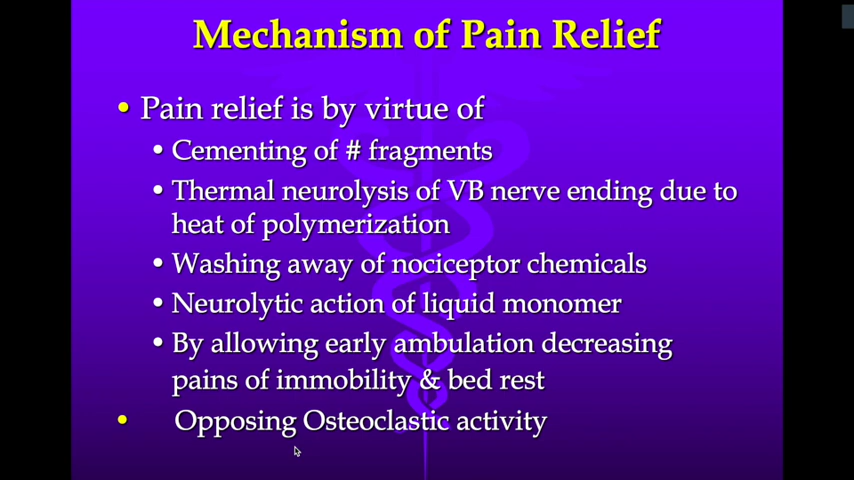 Mechanism of Pain Relief
• Pain relief is by virtue of
• Cementing of # fragments
• Thermal neurolysis of VB nerve ending due to
heat of polymerization
• Washing away of nociceptor chemicals
• Neurolytic action of liquid monomer
• By allowing early ambulation decreasing
pains of immobility & bed rest
• Opposing Osteoclastic activity